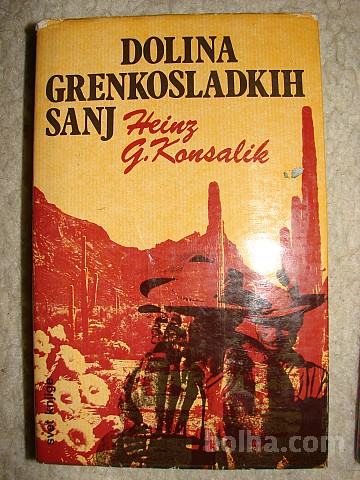 DOLINA
GRENKOSLADKIH
SANJ Heinz
G. Konsalik
svet knjige
bolha.com